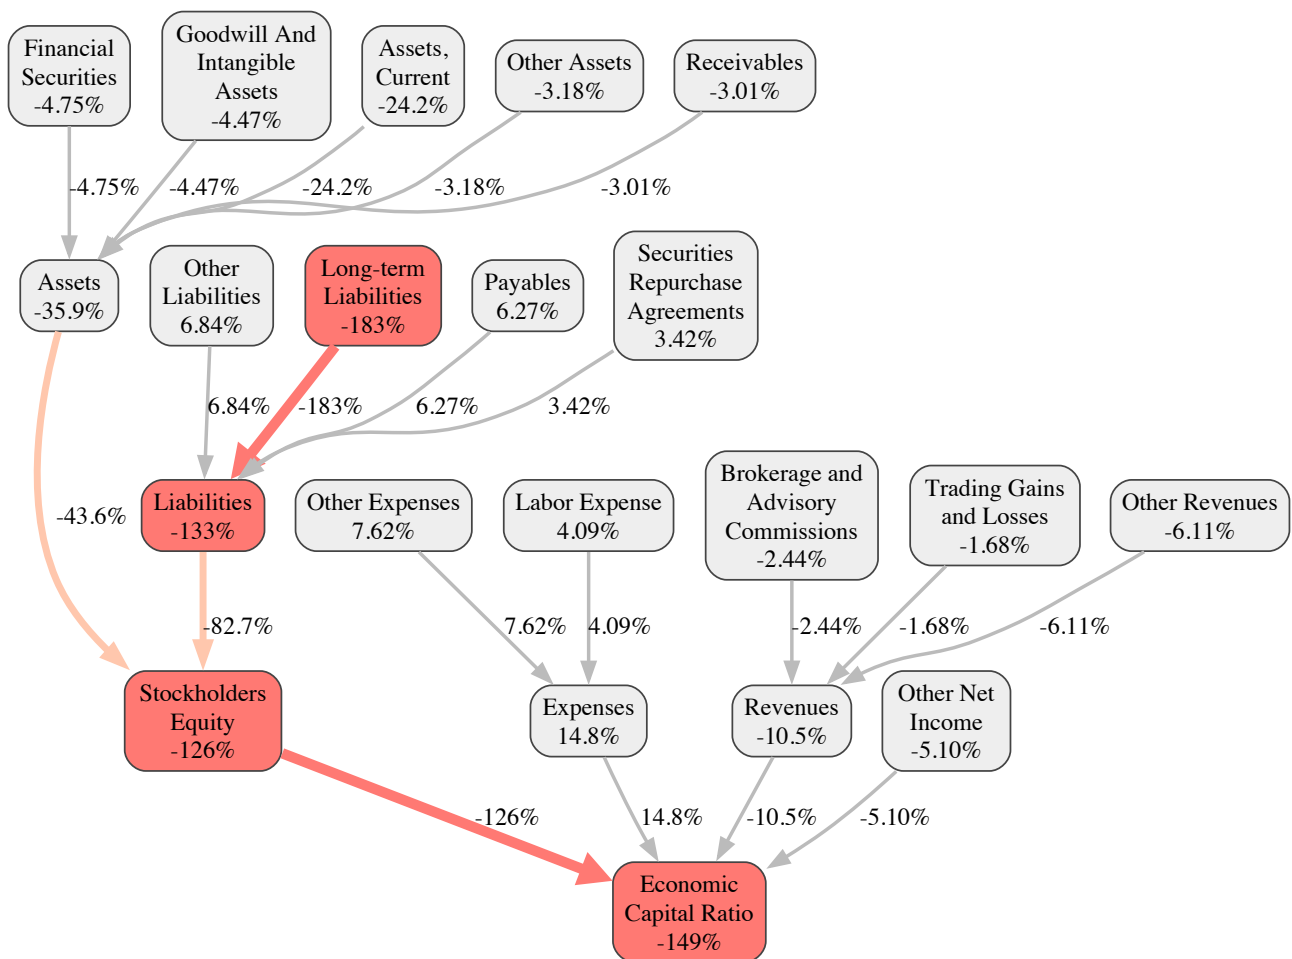 Financial
Securities
-4.75%
Goodwill And
Intangible
Assets
-4.47%
Assets,
Current
-24.2%
Other Assets
-3.18%
Receivables
-3.01%
-4.75%
-4.47%
-24.2%
-3.18%
-3.01%
Assets
-35.9%
Other
Liabilities
6.84%
Long-term
Liabilities
-183%
Payables
6.27%
Securities
Repurchase
Agreements
3.42%
6.84%
-183%
6.27%
3.42%
-43.6%
Liabilities
-133%
Other Expenses
7.62%
Labor Expense
4.09%
Brokerage and
Advisory
Commissions
-2.44%
Trading Gains
and Losses
-1.68%
Other Revenues
-6.11%
-82.7%
7.62%
4.09%
-2.44%
-1.68%
-6.11%
Stockholders
Equity
-126%
Expenses
14.8%
Revenues
-10.5%
Other Net
Income
-5.10%
-126%
14.8%
-10.5%
-5.10%
Economic
Capital Ratio
-149%